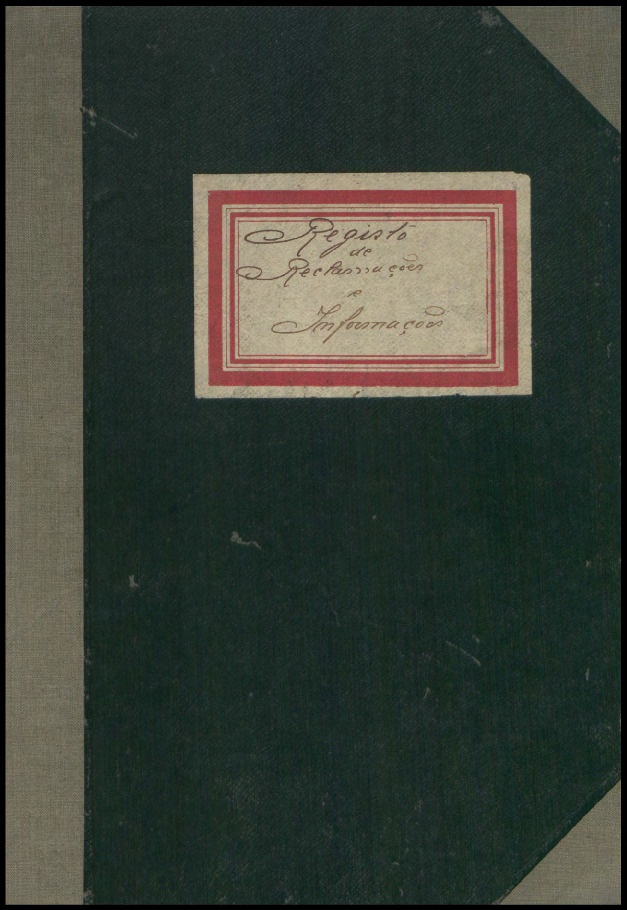 Registo
de
Reclamações
e
Informações